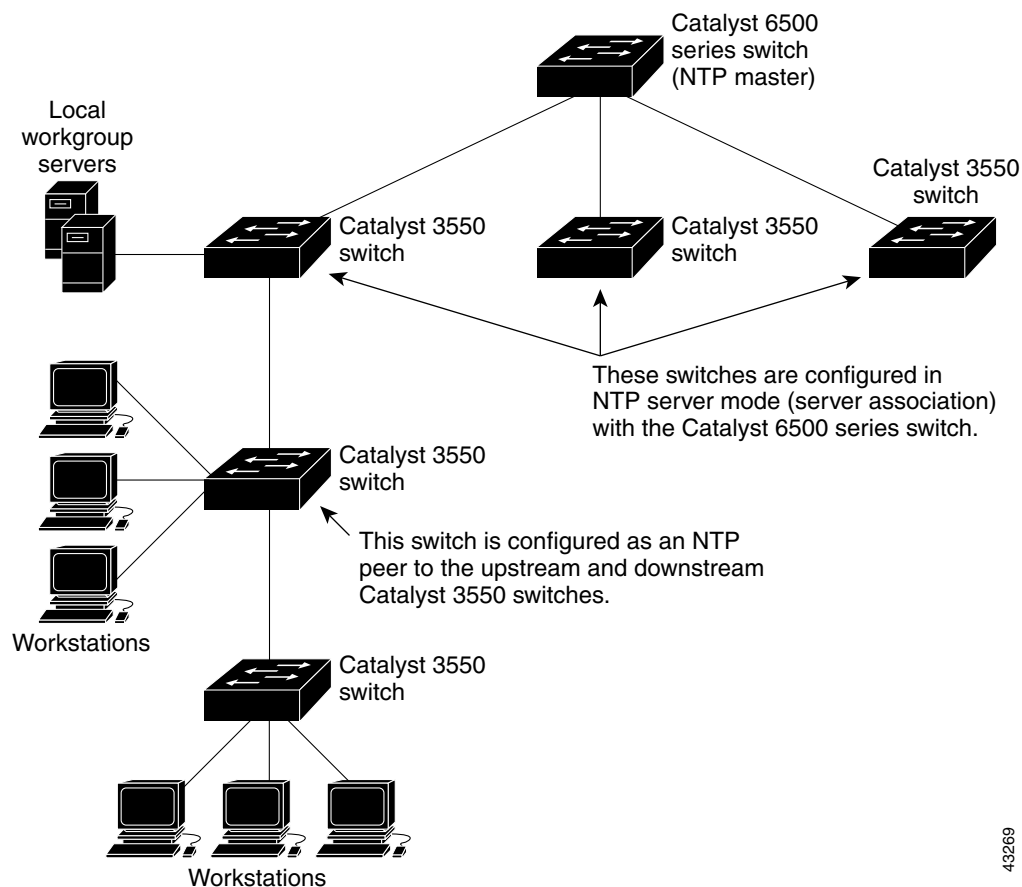 Catalyst 6500
series switch
(NTP master)
Local
workgroup
servers
Catalyst 3550
switch
Catalyst 3550
switch
Catalyst 3550
switch
These switches are configured in
NTP server mode (server association)
with the Catalyst 6500 series switch.
Catalyst 3550
switch
This switch is configured as an NTP
peer to the upstream and downstream
Catalyst 3550 switches.
Workstations
Catalyst 3550
switch
Workstations
43269